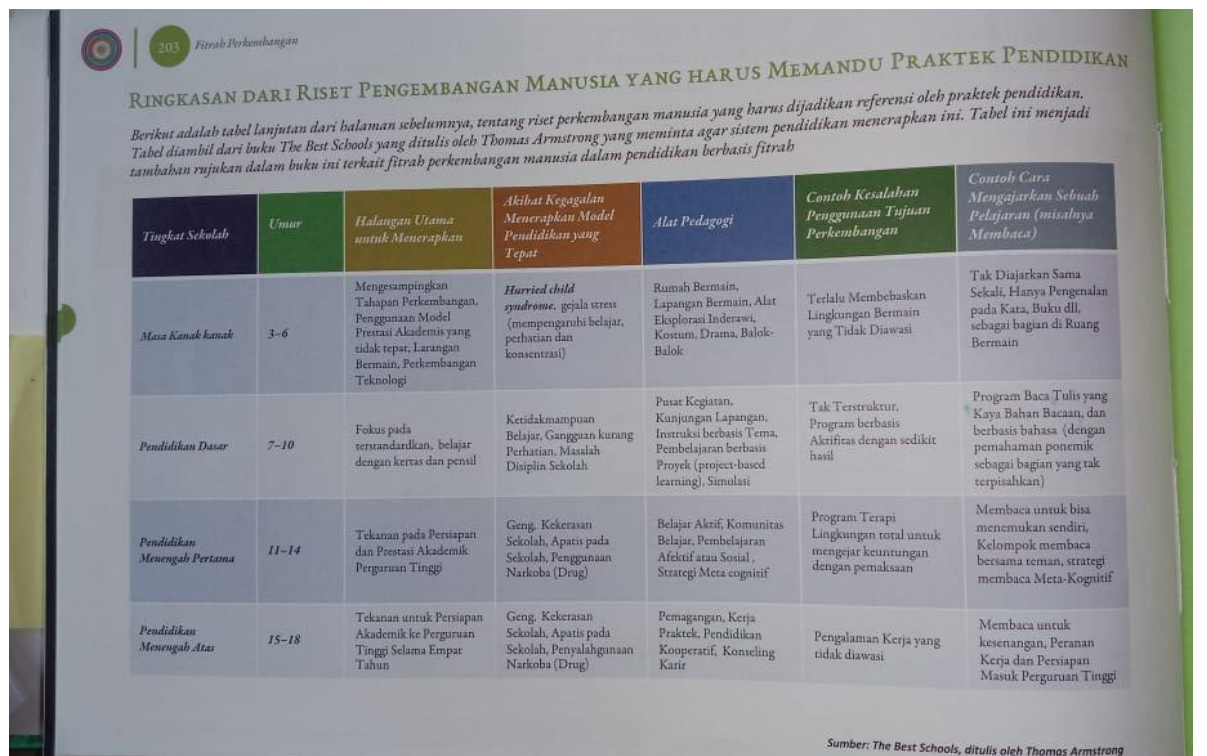 203 Fitrah Perkembangan
RINGKASAN DARI RISET PENGEMBANGAN MANUSIA YANG HARUS MEMANDU PRAKTEK PENDIDIKAN
Berikut adalah tabel lanjutan dari halaman sebelumnya, tentang riset perkembangan manusia yang harus dijadikan referensi oleh praktek pendidikan.
Tabel diambil dari buku The Best Schools yang ditulis oleh Thomas Armstrong yang meminta agar sistem pendidikan menerapkan ini. Tabel ini menjadi
tambahan rujukan dalam buku ini terkait fitrah perkembangan manusia dalam pendidikan berbasis fitrah
Tingkat Sekolah
Umur
Halangan Utama
untuk Menerapkan
Akibat Kegagalan
Menerapkan Model
Pendidikan yang
Tepat
Alat Pedagogi
Contoh Kesalahan
Penggunaan Tujuan
Perkembangan
Contoh Cara
Mengajarkan Sebuah
Pelajaran (misalnya
Membaca)
Masa Kanak kanak
3–6
Mengesampingkan
Tahapan Perkembangan,
Penggunaan Model
Prestasi Akademis yang
tidak tepat, Larangan
Bermain, Perkembangan
Teknologi
Hurried child
syndrome, gejala stress
(mempengaruhi belajar,
perhatian dan
konsentrasi)
Rumah Bermain,
Lapangan Bermain, Alat
Eksplorasi Inderawi,
Kostum, Drama, Balok-
Balok
Terlalu Membebaskan
Lingkungan Bermain
yang Tidak Diawasi
Tak Diajarkan Sama
Sekali, Hanya Pengenalan
pada Kata, Buku dll,
sebagai bagian di Ruang
Bermain
Pendidikan Dasar
7–10
Fokus pada
terstandardkan, belajar
dengan kertas dan pensil
Ketidakmampuan
Belajar, Gangguan kurang
Perhatian, Masalah
Disiplin Sekolah
Pusat Kegiatan,
Kunjungan Lapangan,
Instruksi berbasis Tema,
Pembelajaran berbasis
Proyek (project-based
learning), Simulasi
Tak Terstruktur,
Program berbasis
Aktifitas dengan sedikit
hasil
Program Baca Tulis yang
Kaya Bahan Bacaan, dan
berbasis bahasa (dengan
pemahaman ponemik
sebagai bagian yang tak
terpisahkan)
Pendidikan
Menengah Pertama
11–14
Tekanan pada Persiapan
dan Prestasi Akademik
Perguruan Tinggi
Geng, Kekerasan
Sekolah, Apatis pada
Sekolah, Penggunaan
Narkoba (Drug)
Belajar Aktif, Komunitas
Belajar, Pembelajaran
Afektif atau Sosial ,
Strategi Meta cognitif
Program Terapi
Lingkungan total untuk
mengejar keuntungan
dengan pemaksaan
Membaca untuk bisa
menemukan sendiri,
Kelompok membaca
bersama teman, strategi
membaca Meta-Kognitif
Pendidikan
Menengah Atas
15–18
Tekanan untuk Persiapan
Akademik ke Perguruan
Tinggi Selama Empat
Tahun
Geng, Kekerasan
Sekolah, Apatis pada
Sekolah, Penyalahgunaan
Narkoba (Drug)
Pemagangan, Kerja
Praktek, Pendidikan
Kooperatif, Konseling
Karir
Pengalaman Kerja yang
tidak diawasi
Membaca untuk
kesenangan, Peranan
Kerja dan Persiapan
Masuk Perguruan Tinggi
Sumber: The Best Schools, ditulis oleh Thomas Armstrong